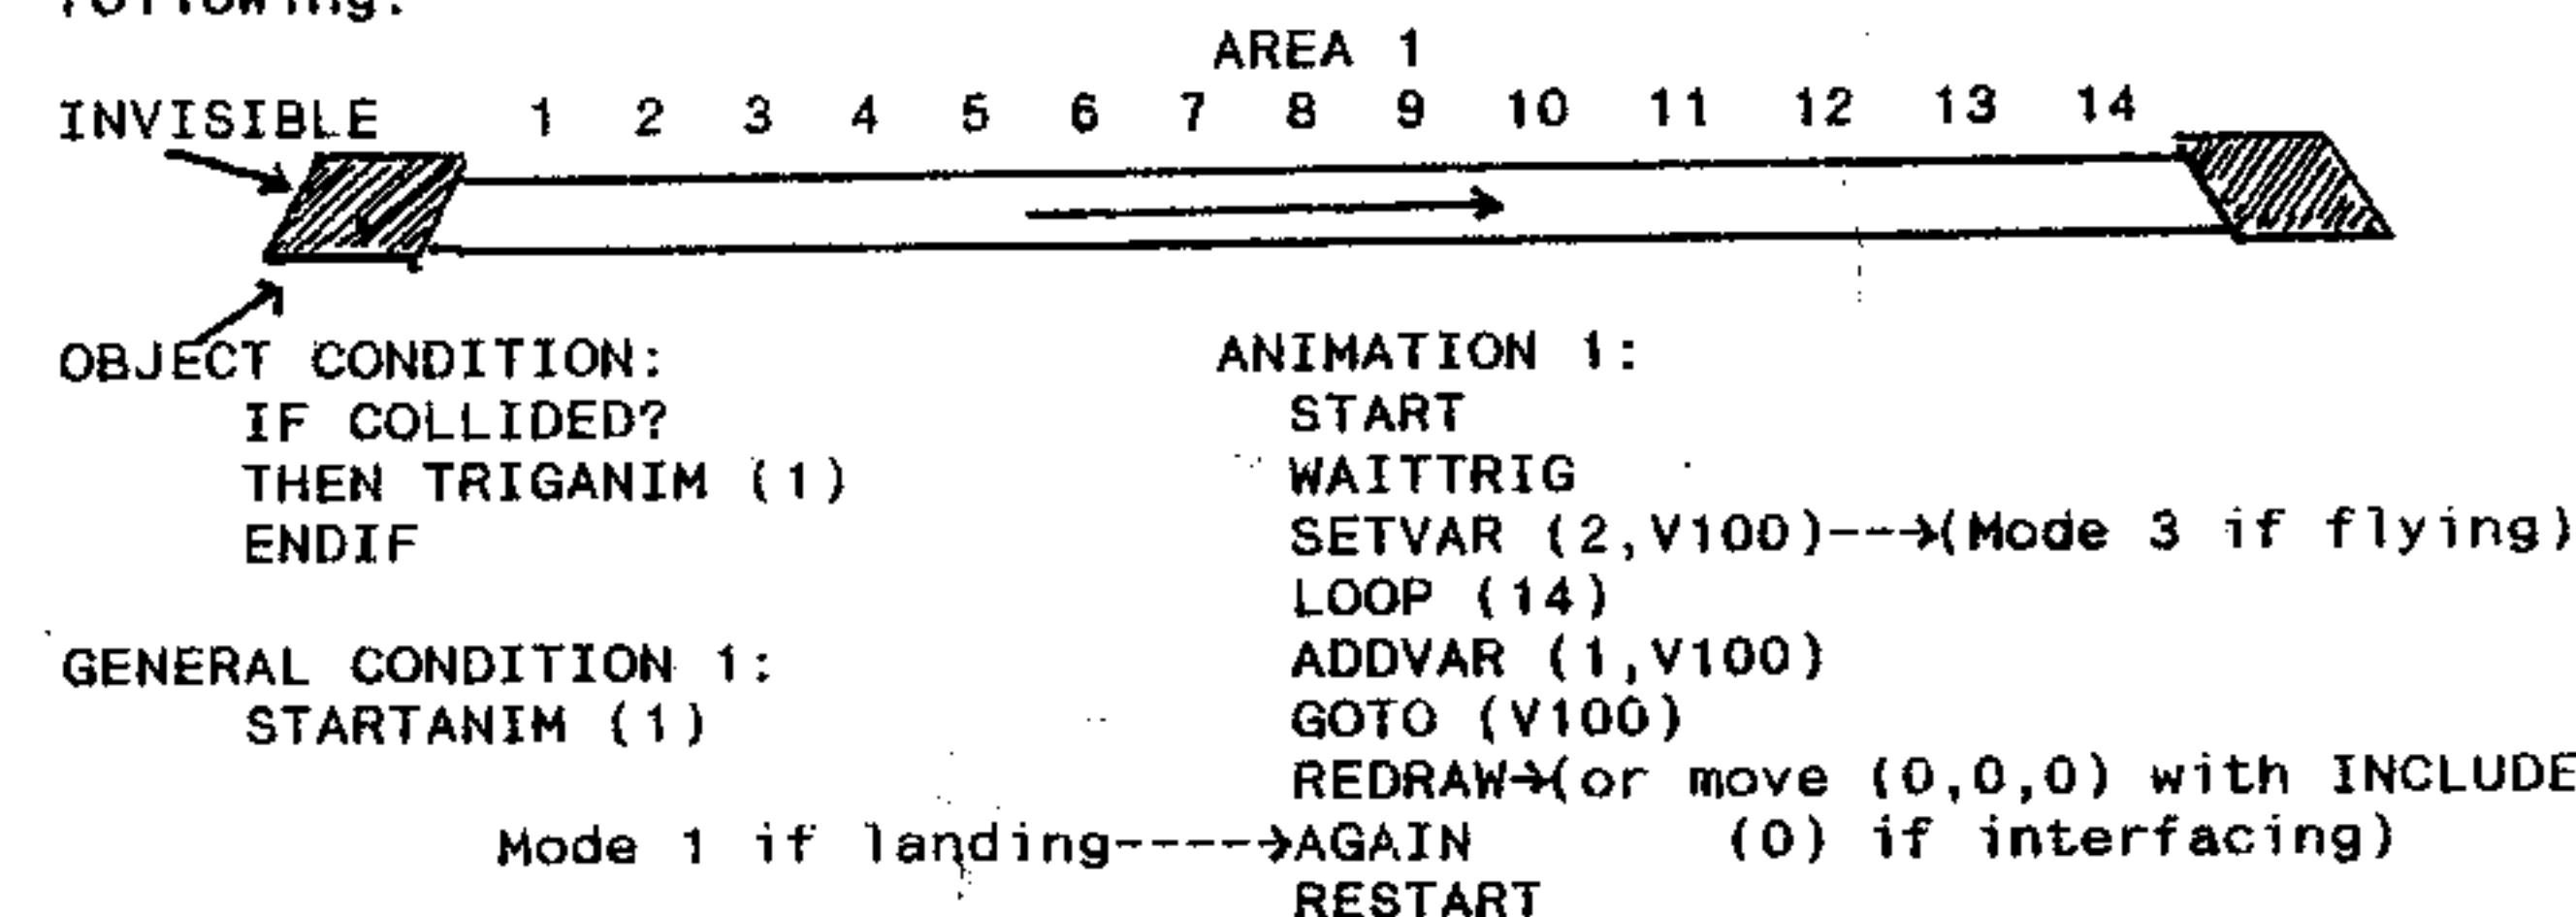 following:
AREA 1
INVISIBLE 1 2 3 4 5 6 7 8 9 10 11 12 13 14
OBJECT CONDITION:
IF COLLIDED?
THEN TRIGANIM (1)
ENDIF
GENERAL CONDITION 1:
STARTANIM (1)
ANIMATION 1:
START
WAITTRIG
SETVAR (2,V100)--→(Mode 3 if flying)
LOOP (14)
ADDVAR (1,V100)
GOTO (V100)
REDRAW→(or move (0,0,0) with INCLUDE
Mode 1 if landing----→AGAIN (0) if interfacing)
RESTART